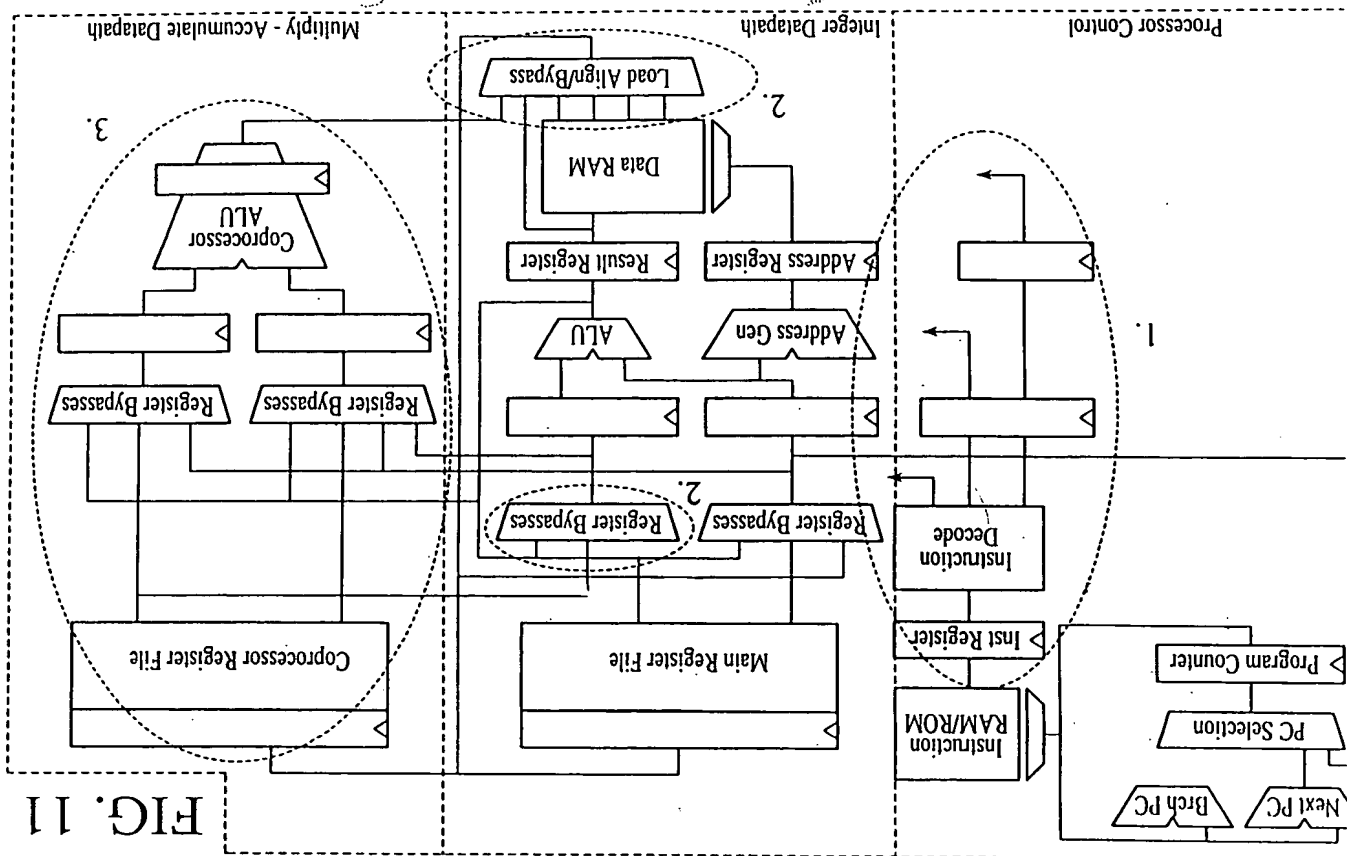 FIG. 11
Next PC
Brch PC
PC Selection
Instruction
RAM/ROM
Program Counter
Inst Register
Main Register File
Coprocessor Register File
Instruction
Decode
Register Bypasses
Register Bypasses
2.
Register Bypasses
Register Bypasses
1.
Address Gen
ALU
Address Register
Result Register
Coprocessor
ALU
Data RAM
3.
2.
Load Align/Bypass
Processor Control
Integer Datapath
Multiply - Accumulate Datapath